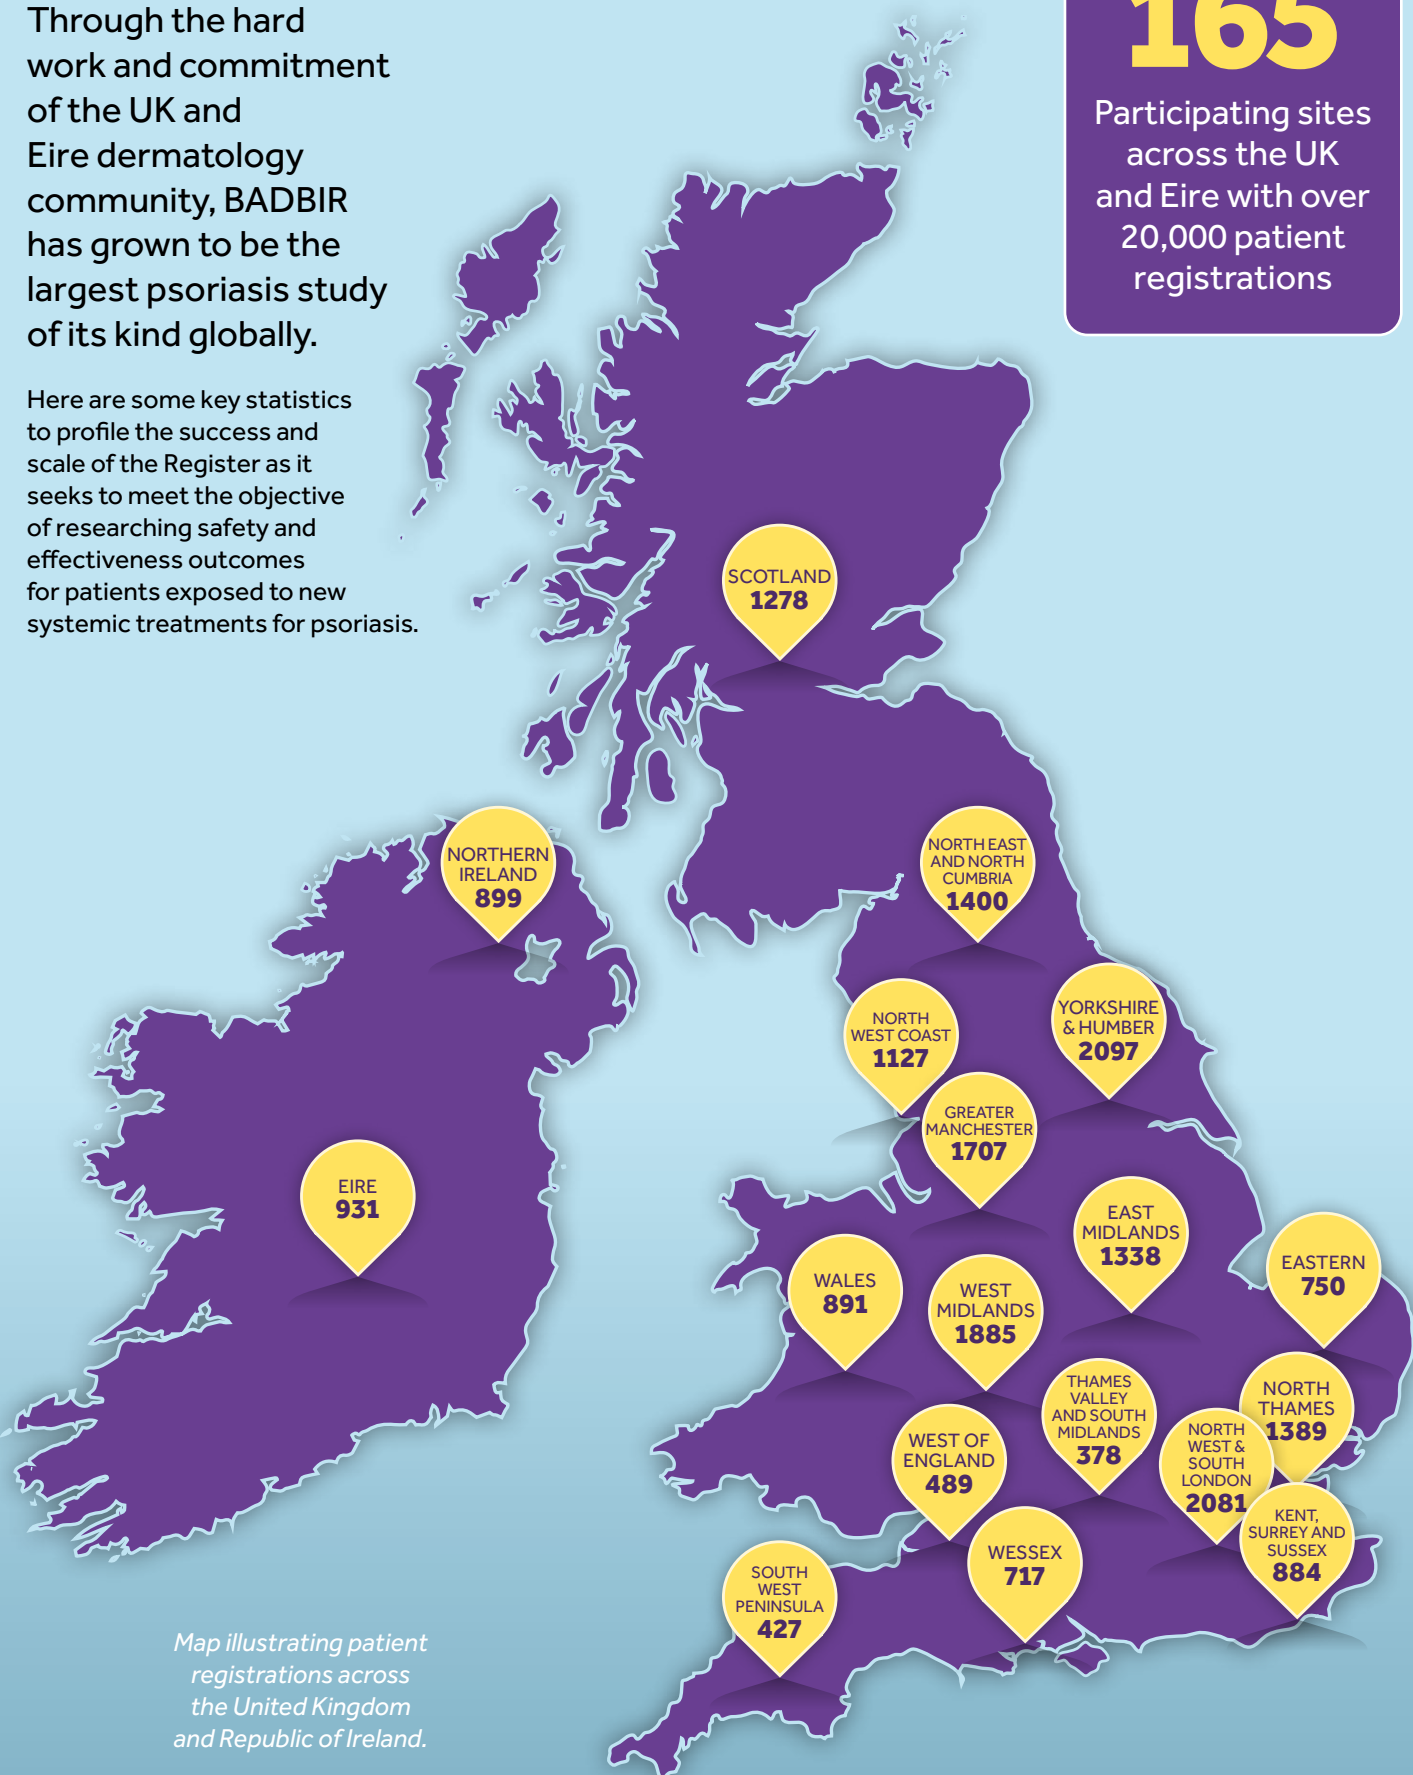 Through the hard
work and commitment
of the UK and
Eire dermatology
community, BADBIR
has grown to be the
largest psoriasis study
of its kind globally.
Here are some key statistics
to profile the success and
scale of the Register as it
seeks to meet the objective
of researching safety and
effectiveness outcomes
for patients exposed to new
systemic treatments for psoriasis.
165
Participating sites
across the UK
and Eire with over
20,000 patient
registrations
SCOTLAND
1278
NORTHERN
IRELAND
899
NORTH EAST
AND NORTH
CUMBRIA
1400
NORTH
WEST COAST
1127
YORKSHIRE
& HUMBER
2097
GREATER
MANCHESTER
1707
EIRE
931
EAST
MIDLANDS
1338
EASTERN
750
WALES
891
WEST
MIDLANDS
1885
THAMES
VALLEY
AND SOUTH
MIDLANDS
378
NORTH
THAMES
1389
WEST OF
ENGLAND
489
NORTH
WEST &
SOUTH
LONDON
2081
KENT,
SURREY AND
SUSSEX
884
WESSEX
717
SOUTH
WEST
PENINSULA
427
Map illustrating patient
registrations across
the United Kingdom
and Republic of Ireland.